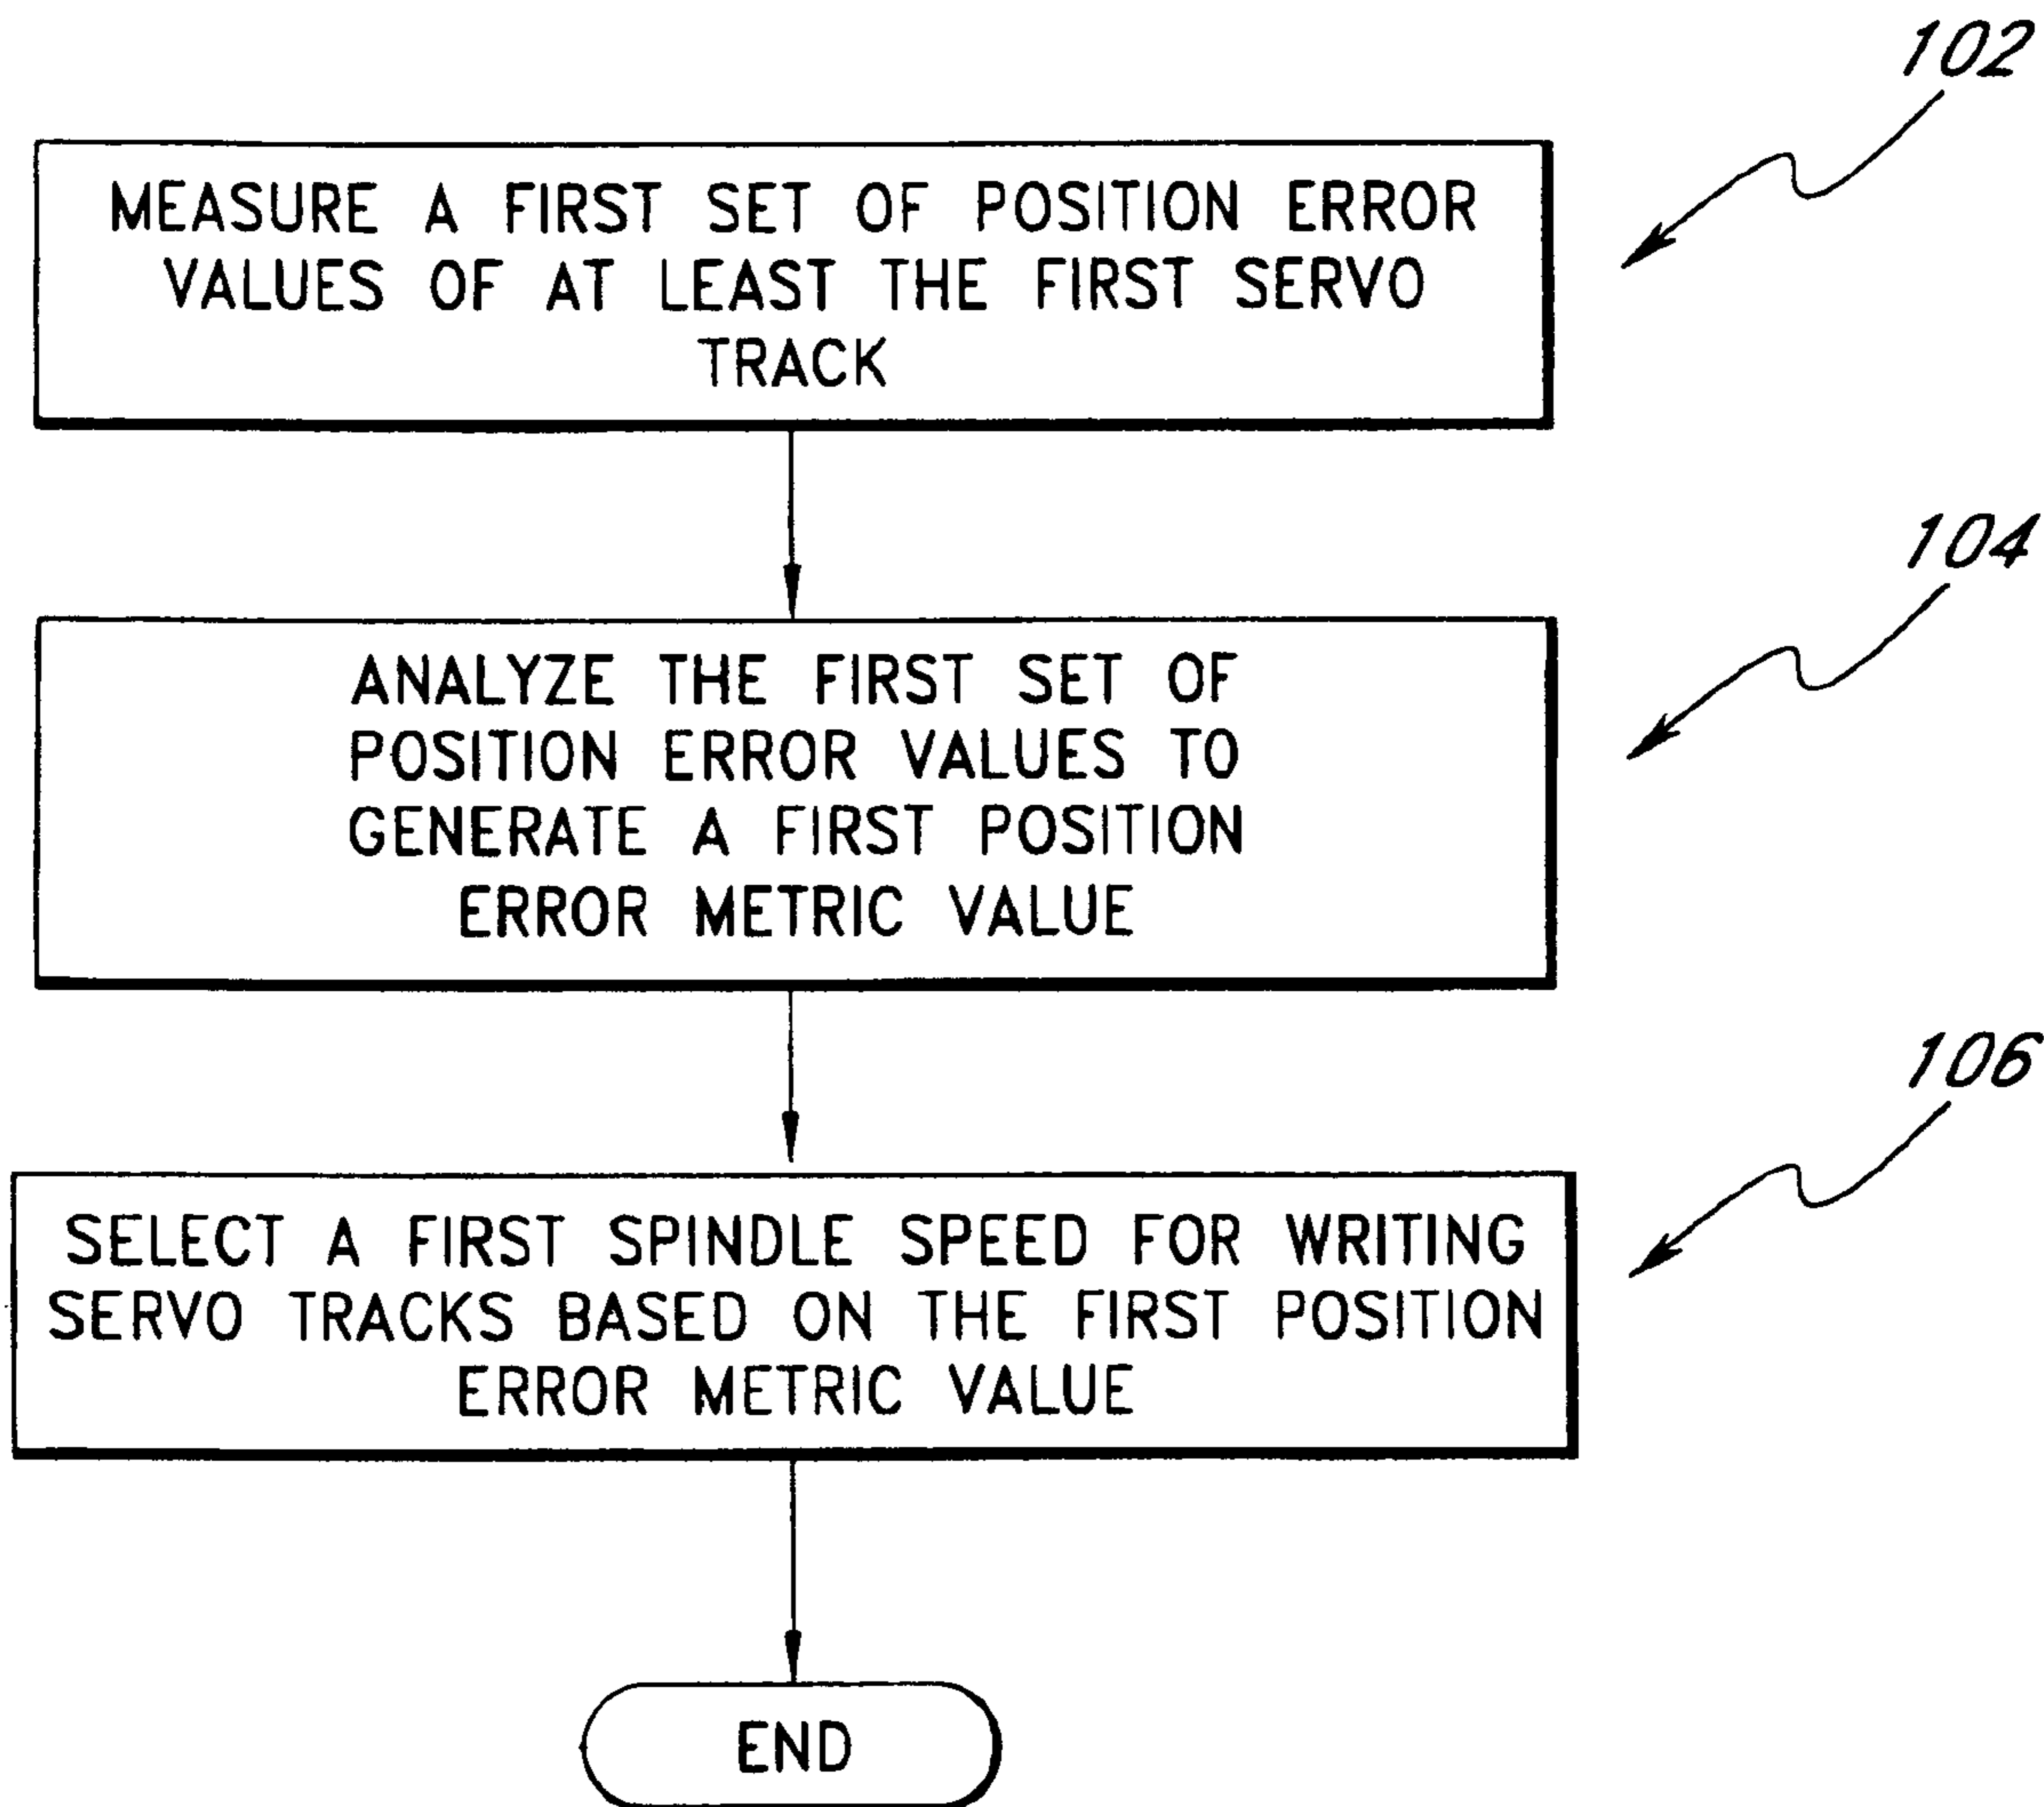 102
MEASURE A FIRST SET OF POSITION ERROR
VALUES OF AT LEAST THE FIRST SERVO
TRACK
104
ANALYZE THE FIRST SET OF
POSITION ERROR VALUES TO
GENERATE A FIRST POSITION
ERROR METRIC VALUE
106
SELECT A FIRST SPINDLE SPEED FOR WRITING
SERVO TRACKS BASED ON THE FIRST POSITION
ERROR METRIC VALUE
END